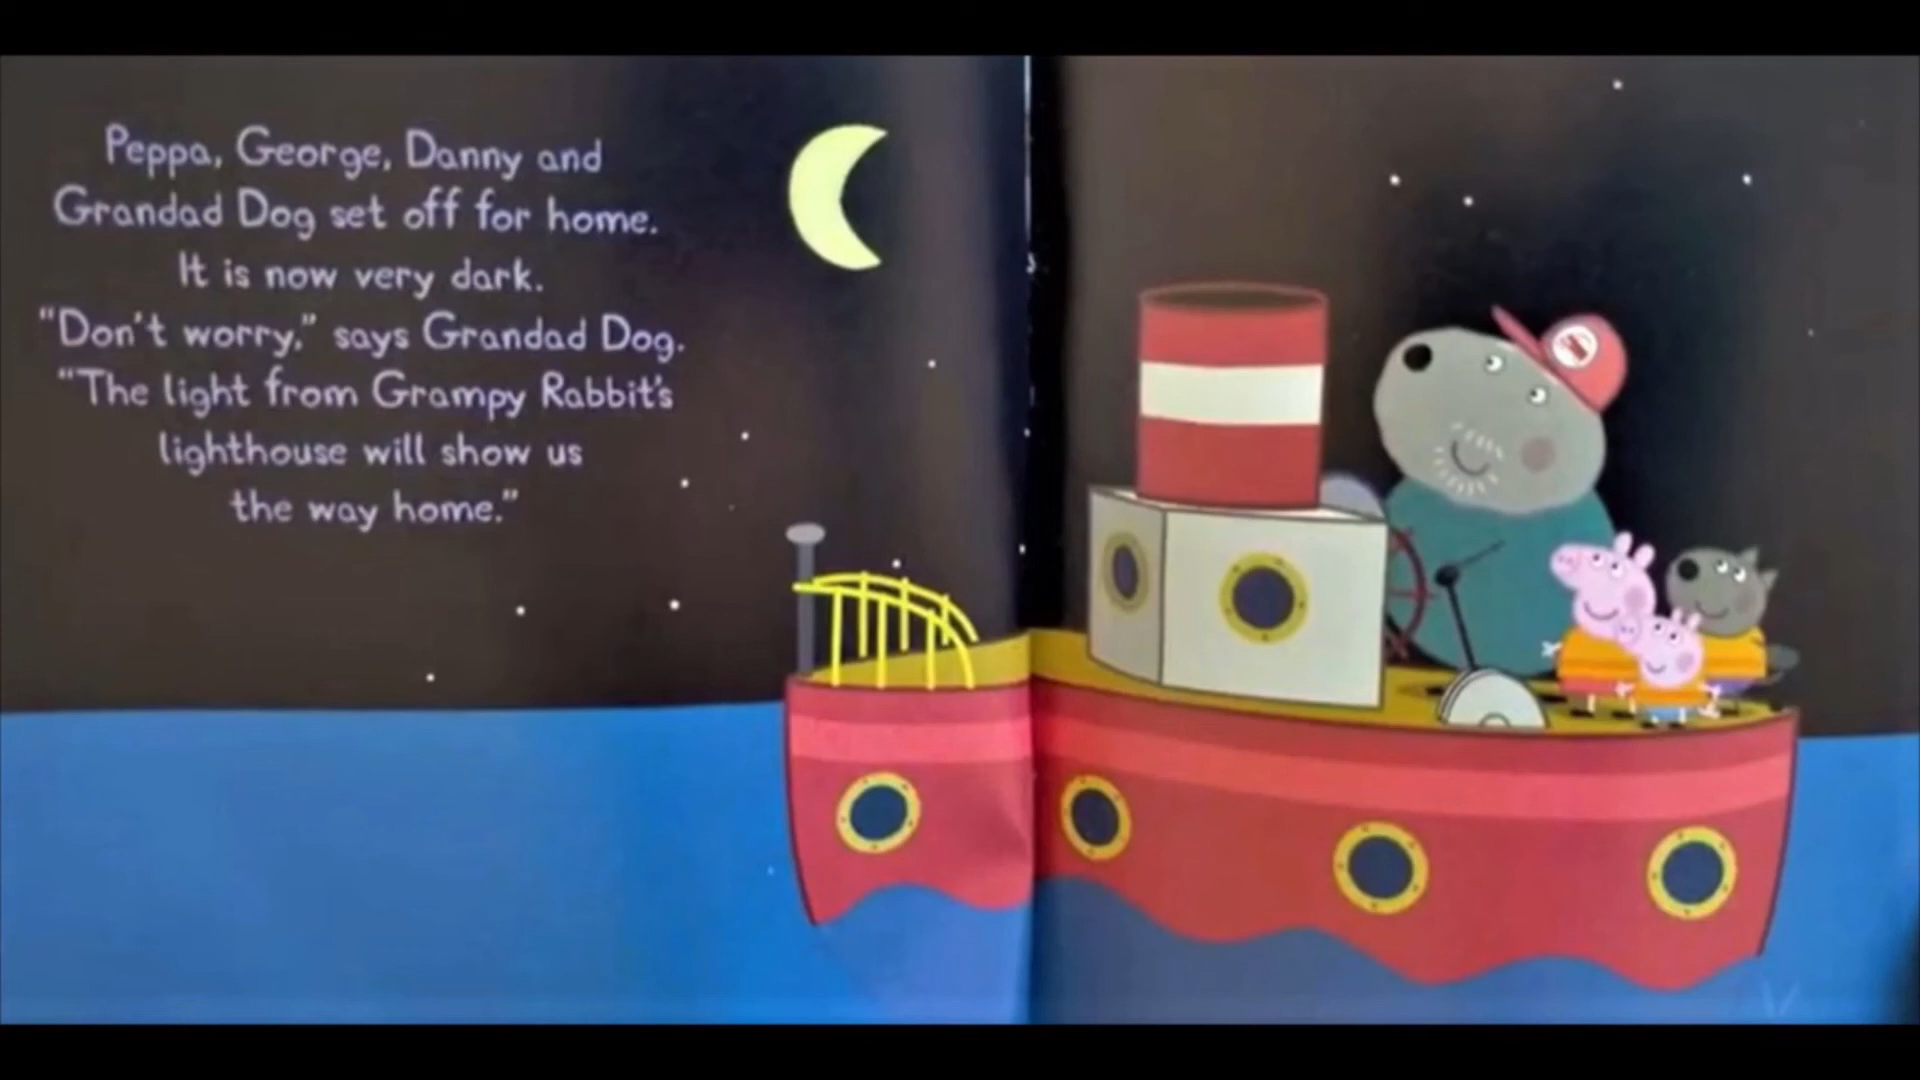 Peppa, George, Danny and
Grandad Dog set off for home.
It is now very dark.
"Don't worry," says Grandad Dog.
"The light from Grampy Rabbit's
lighthouse will show us
the way home."